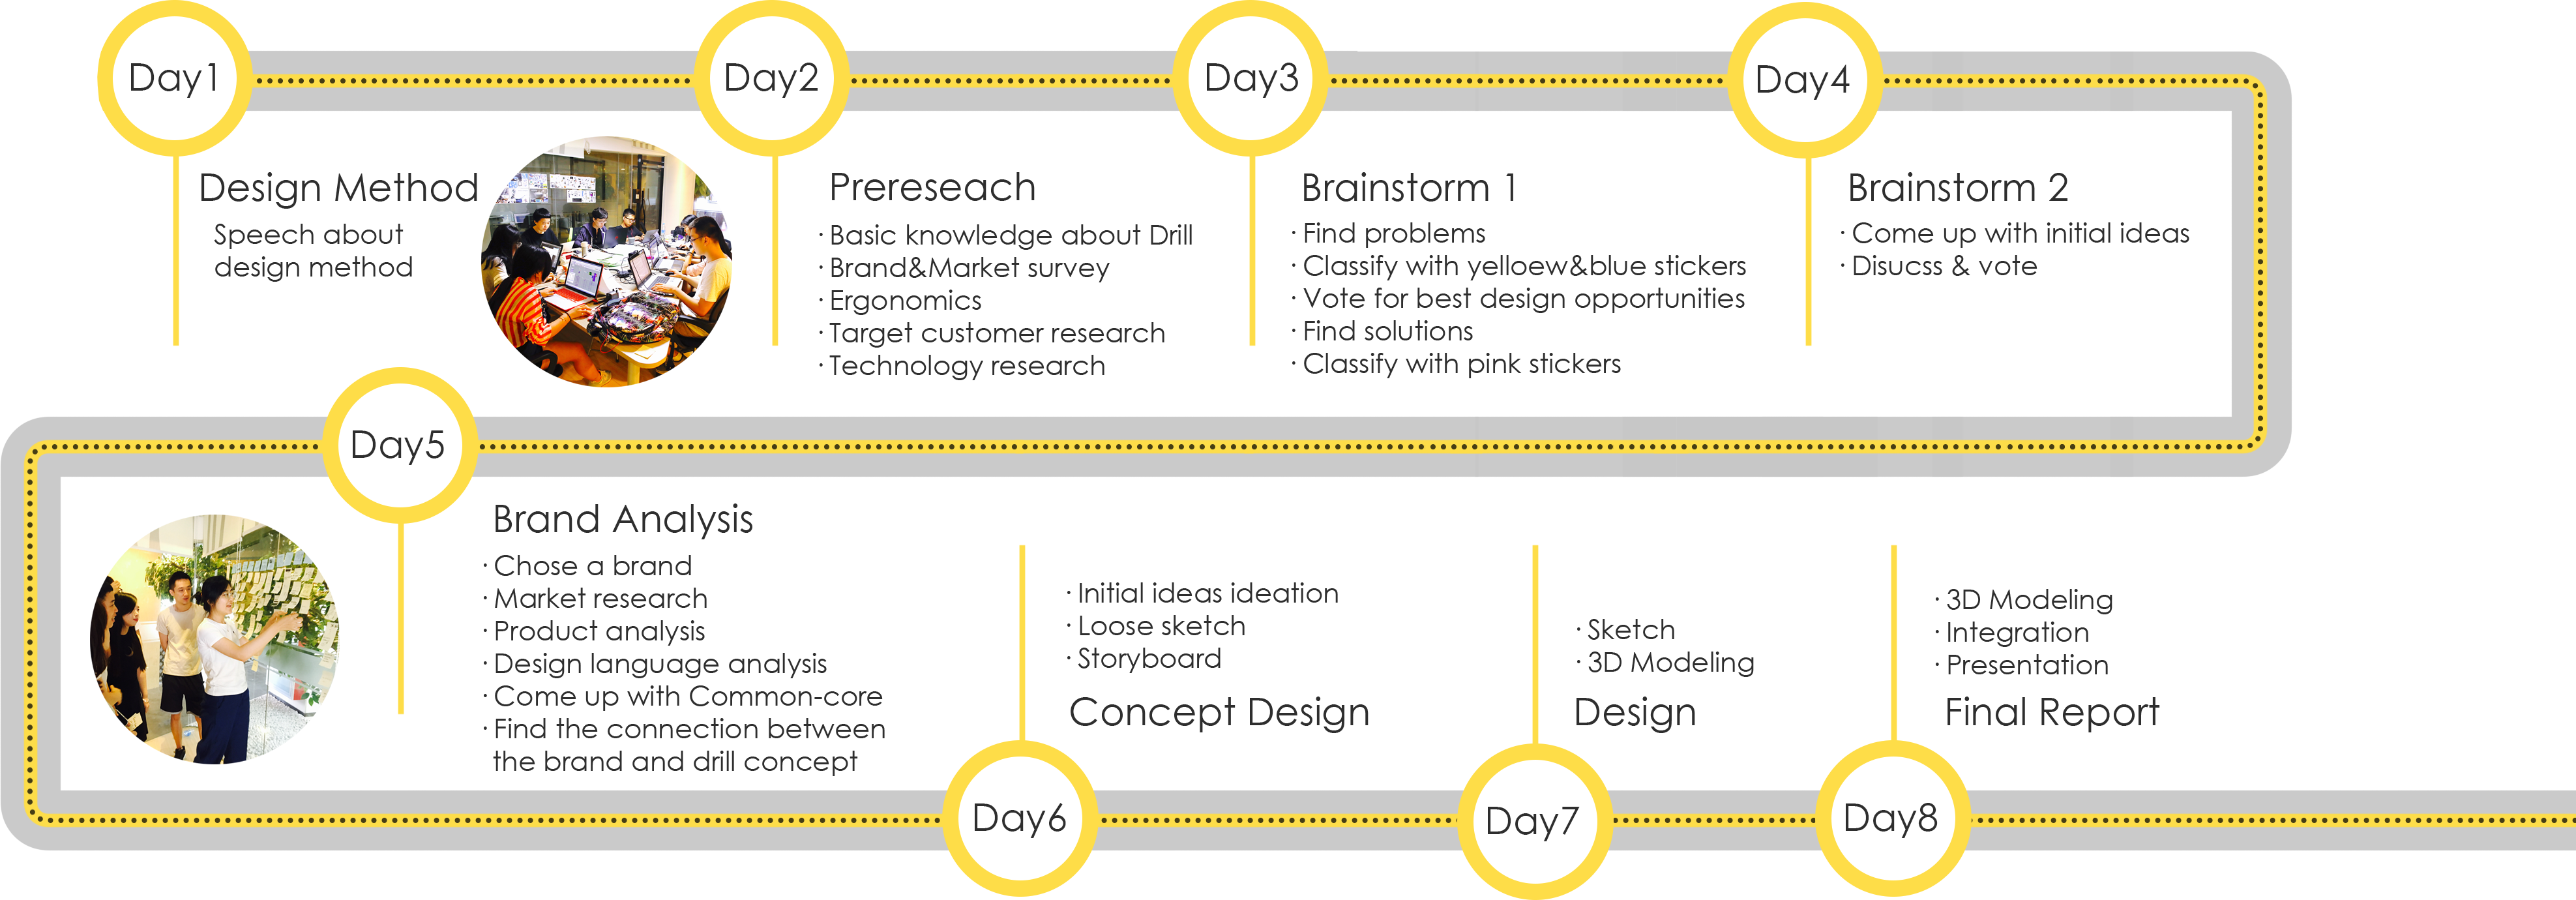 Day1
Design Method
Speech about
design method
Day2
Prereseach
· Basic knowledge about Drill
· Brand&Market survey
· Ergonomics
· Target customer research
· Technology research
Day3
Brainstorm 1
· Find problems
· Classify with yelloew&blue stickers
· Vote for best design opportunities
· Find solutions
· Classify with pink stickers
Day4
Brainstorm 2
· Come up with initial ideas
· Disucss & vote
Day5
Brand Analysis
· Chose a brand
· Market research
· Product analysis
· Design language analysis
· Come up with Common-core
· Find the connection between
the brand and drill concept
· Initial ideas ideation
· Loose sketch
· Storyboard
Concept Design
Day6
· Sketch
· 3D Modeling
Design
Day7
· 3D Modeling
· Integration
· Presentation
Final Report
Day8